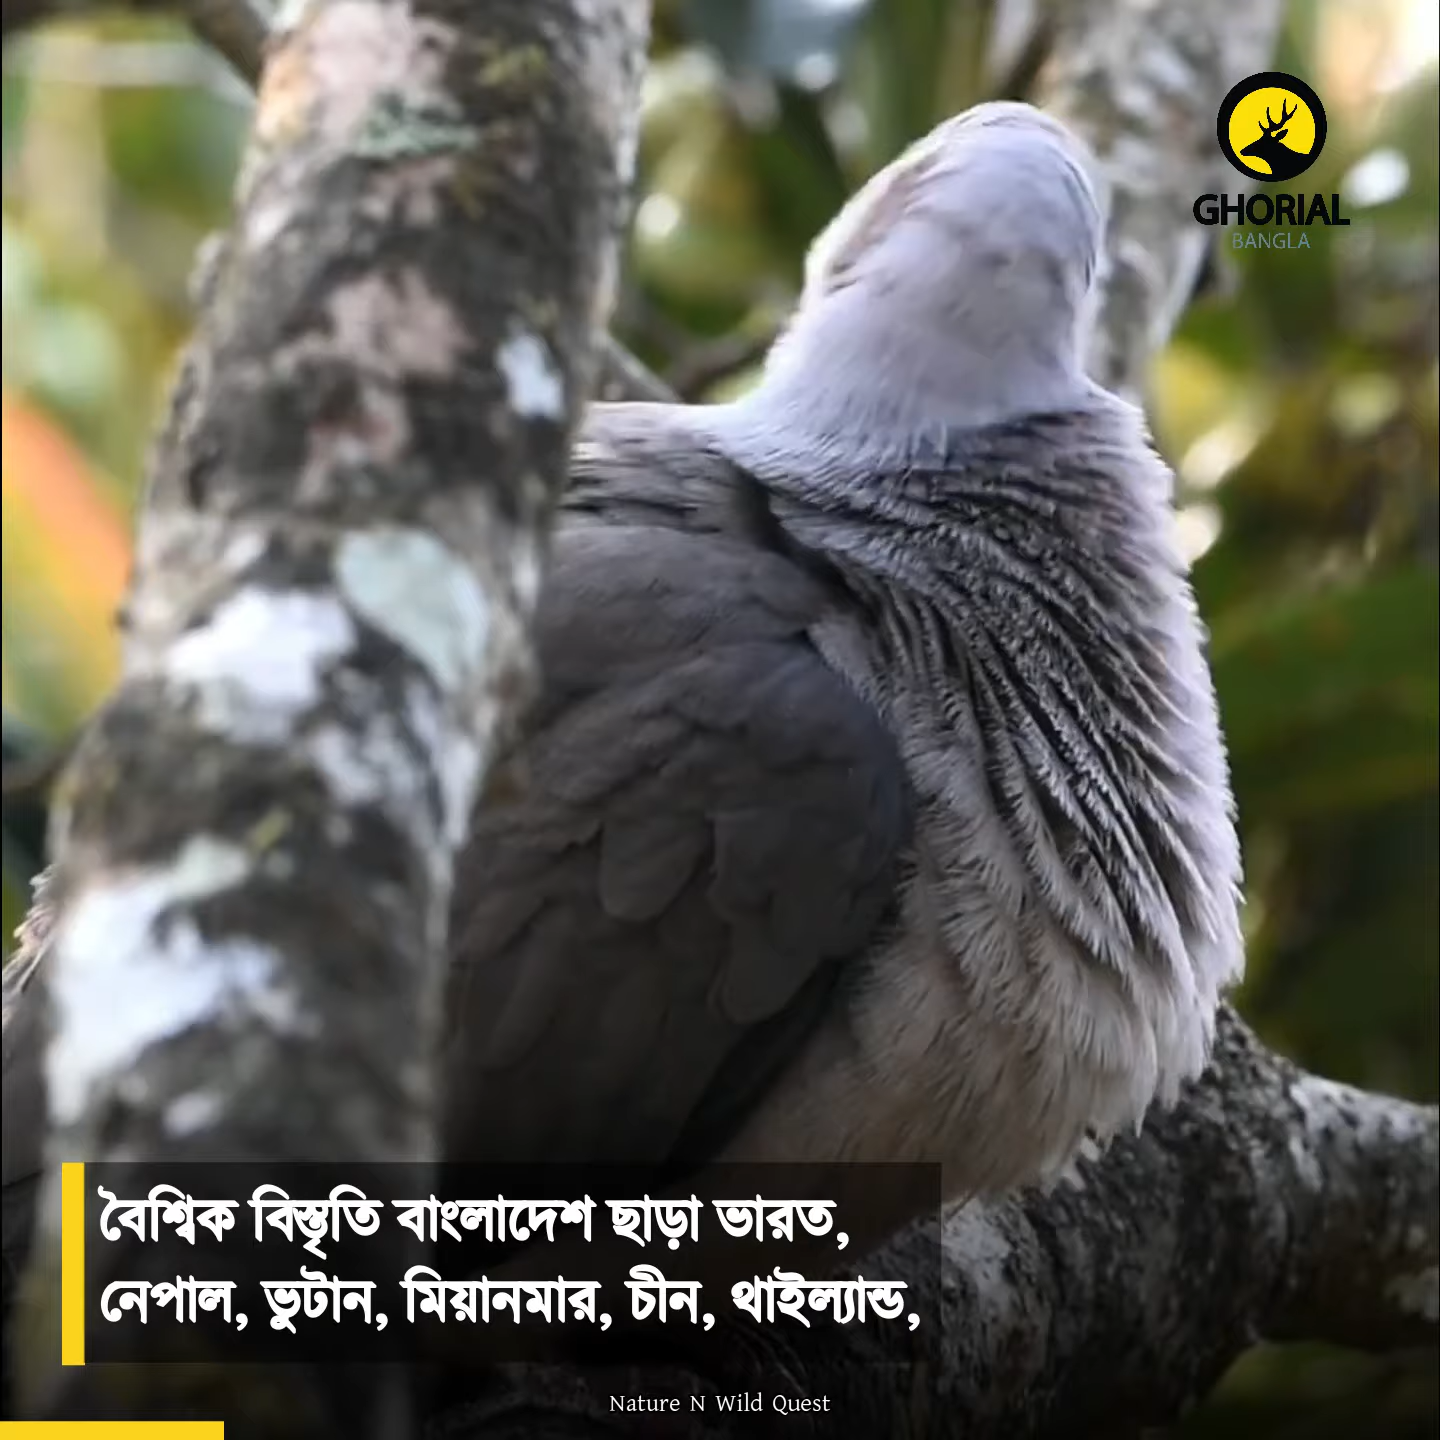 GHORIAL
BANGLA
বৈশ্বিক বিস্তৃতি বাংলাদেশ ছাড়া ভারত,
নেপাল, ভুটান, মিয়ানমার, চীন, থাইল্যান্ড,
Nature N Wild Quest